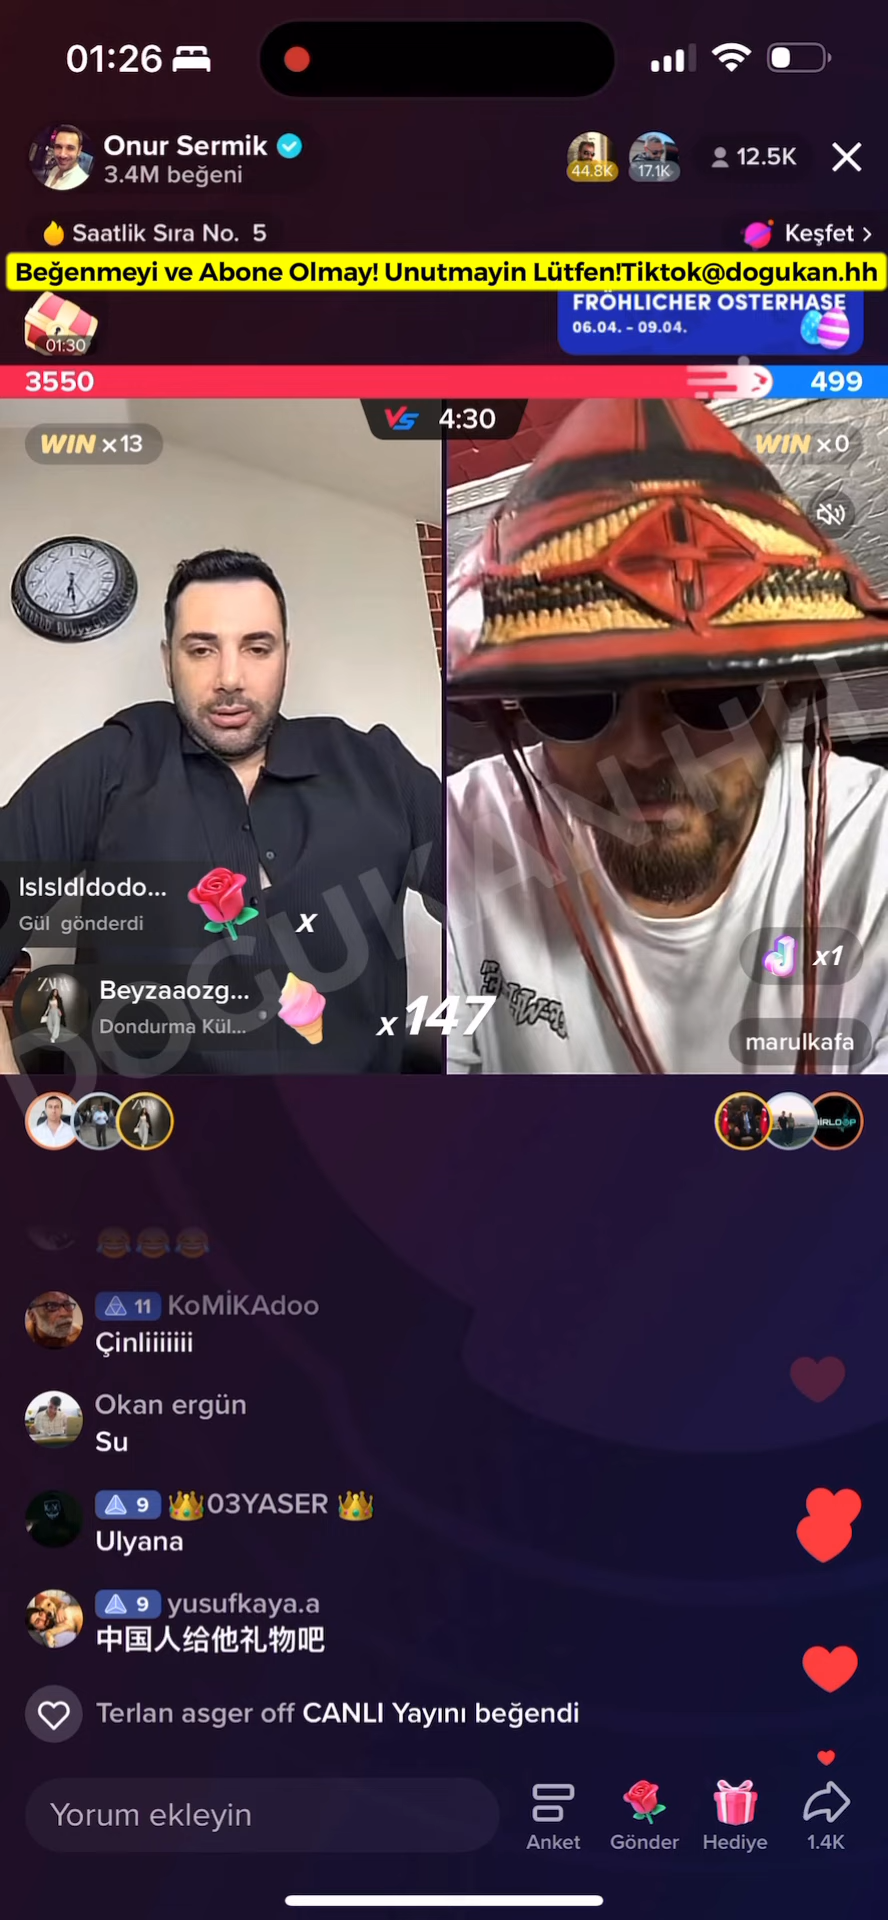 01:26
Onur Sermik
3.4M beğeni
44.8K
17.1K
12.5K
Saatlik Sıra No. 5
Keşfet >
Beğenmeyi ve Abone Olmay! Unutmayin Lütfen!Tiktok@dogukan.hh
01:30
FRÖHLICHER OSTERHASE
06.04. - 09.04.
3550
499
VS 4:30
WIN x13
WIN x0
DOGUKAN.HH
lslsldldodo...
Gül gönderdi
x
Beyzaaozg...
Dondurma Kül...
x147
x1
marulkafa
11 KoMİKAdoo
Çinliiiiiii
Okan ergün
Su
9 03YASER
Ulyana
9 yusufkaya.a
中国人给他礼物吧
Terlan asger off CANLI Yayını beğendi
Yorum ekleyin
Anket
Gönder
Hediye
1.4K